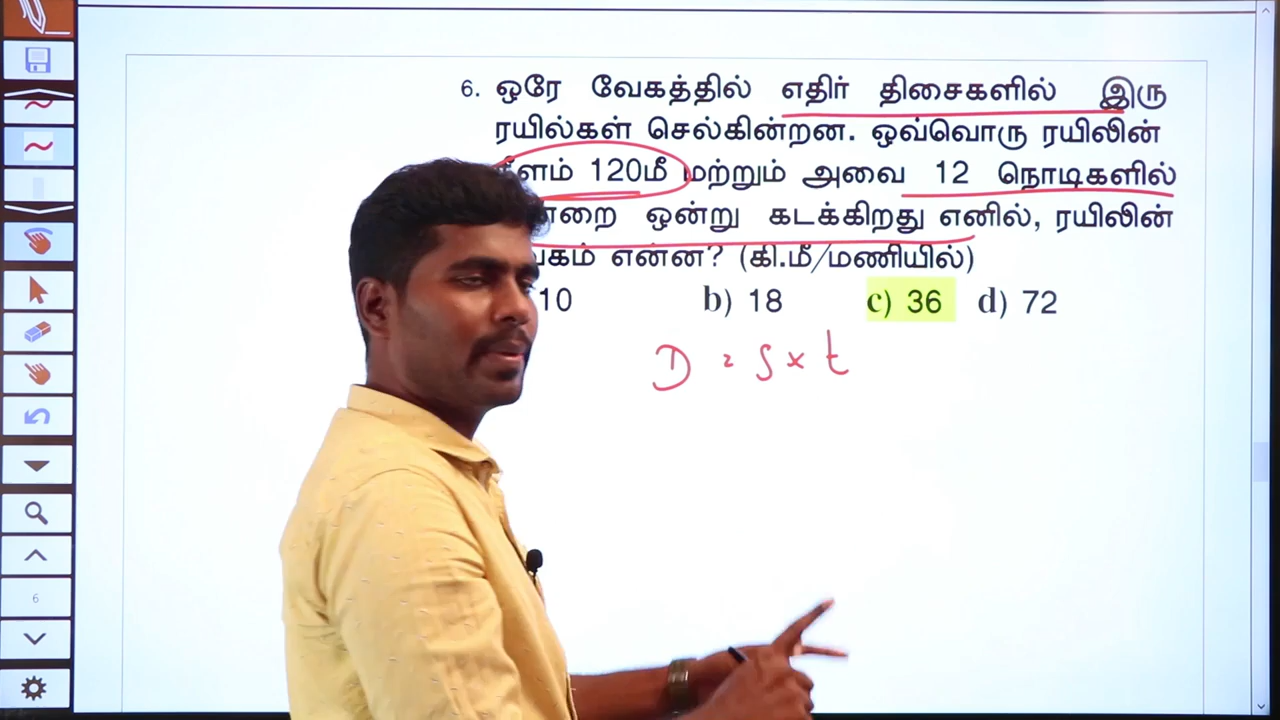 6. ஒரே வேகத்தில் எதிர் திசைகளில் இரு
ரயில்கள் செல்கின்றன. ஒவ்வொரு ரயிலின்
120மீ மற்றும் அவை 12 நொடிகளில்
ஒன்று கடக்கிறது எனில், ரயிலின்
என்ன? (கி.மீ/மணியில்)
10 b) 18 c) 36 d) 72
D = S × t
6